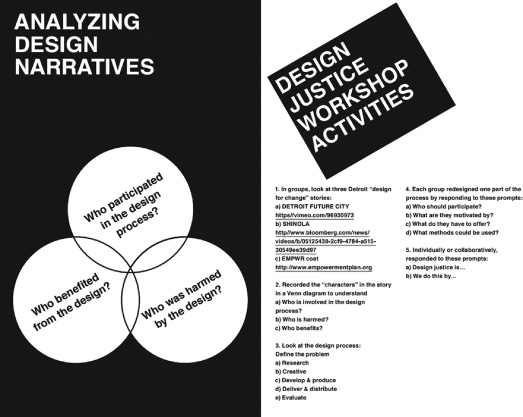 ANALYZING
DESIGN
NARRATIVES
Who participated
in the design
process?
Who benefited
from the design?
Who was harmed
by the design?
DESIGN
JUSTICE
WORKSHOP
ACTIVITIES
1. In groups, look at three Detroit "design
for change" stories:
a) DETROIT FUTURE CITY
https//vimeo.com/96930973
b) SHINOLA
http//www.bloomberg.com/news/
videos/b/05125438-2cf9-4784-a515-
30549ee39d97
c) EMPWR coat
http://www.empowermentplan.org
2. Recorded the "characters" in the story
in a Venn diagram to understand
a) Who is involved in the design
process?
b) Who is harmed?
c) Who benefits?
3. Look at the design process:
Define the problem
a) Research
b) Creative
c) Develop & produce
d) Deliver & distribute
e) Evaluate
4. Each group redesigned one part of the
process by responding to these prompts:
a) Who should participate?
b) What are they motivated by?
c) What do they have to offer?
d) What methods could be used?
5. Individually or collaboratively,
responded to these prompts:
a) Design justice is...
b) We do this by...